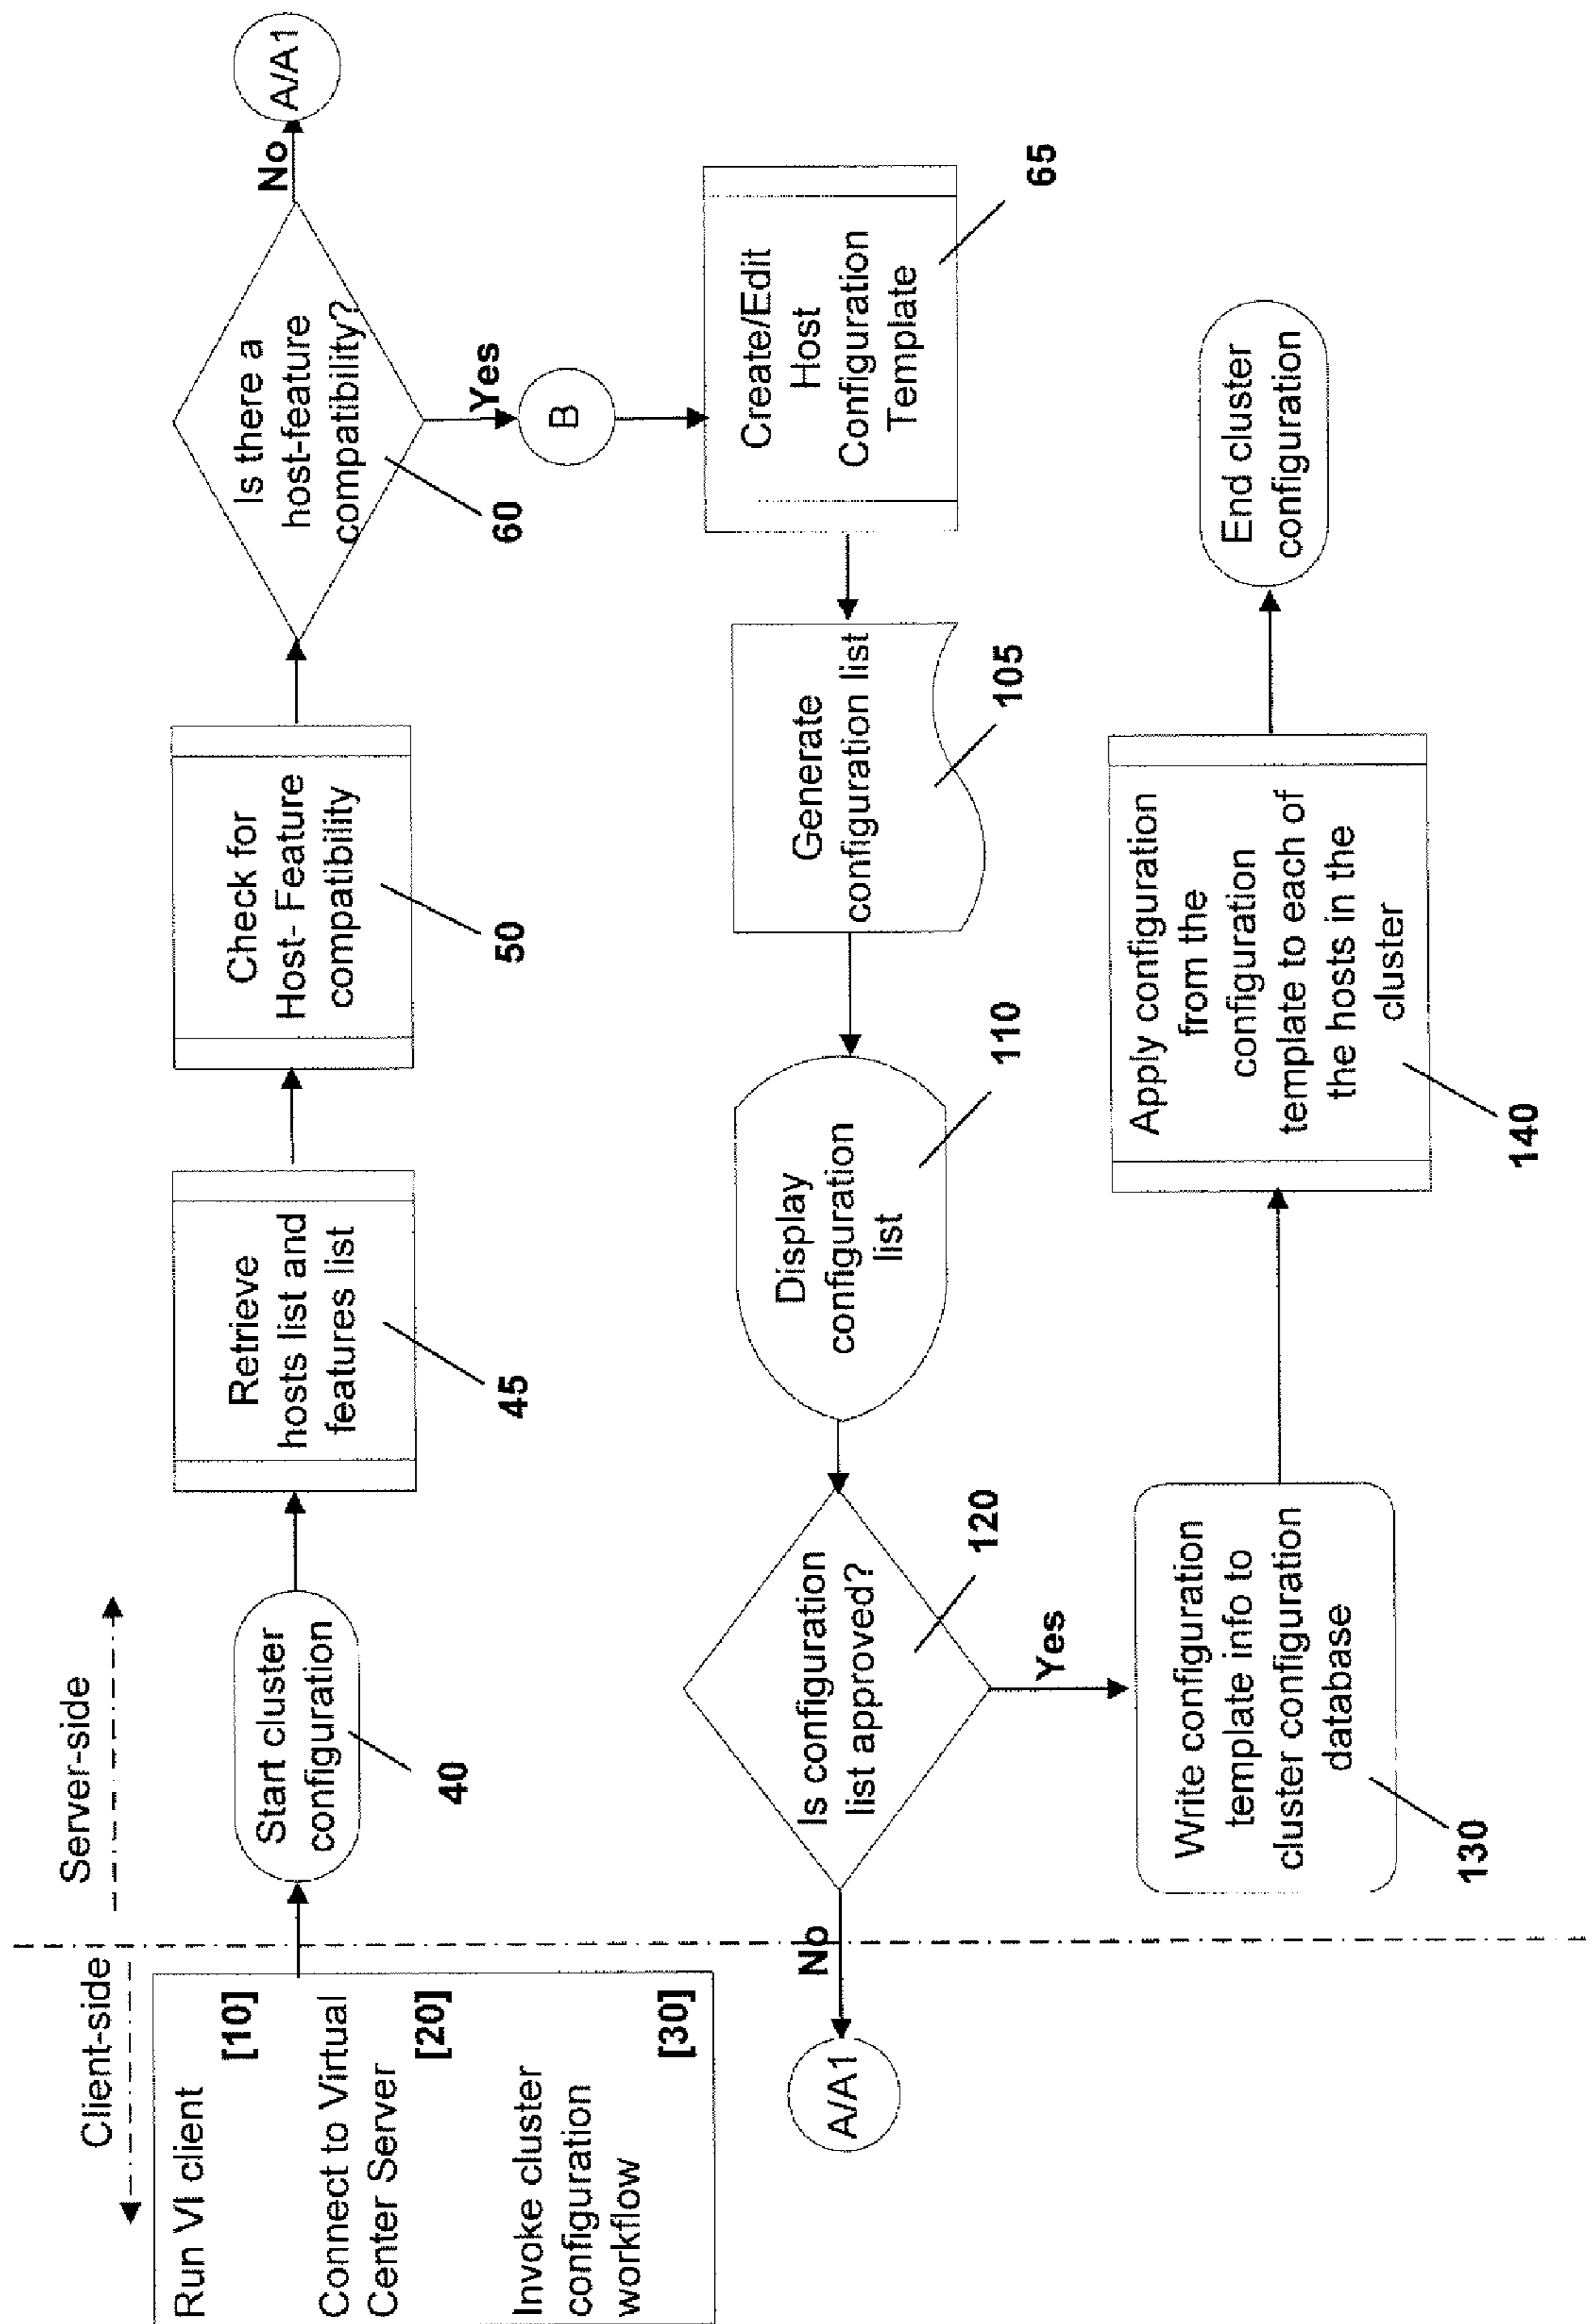 Client-side
Server-side
Run VI client
[10]
Connect to Virtual
Center Server
[20]
Invoke cluster
configuration
workflow
[30]
Start cluster
configuration
40
Retrieve
hosts list and
features list
45
Check for
Host- Feature
compatibility
50
Is there a
host-feature
compatibility?
60
No
A/A1
Yes
B
Create/Edit
Host
Configuration
Template
65
Generate
configuration list
105
Display
configuration
list
110
Is configuration
list approved?
120
No
A/A1
Yes
Write configuration
template info to
cluster configuration
database
130
Apply configuration
from the
configuration
template to each of
the hosts in the
cluster
140
End cluster
configuration